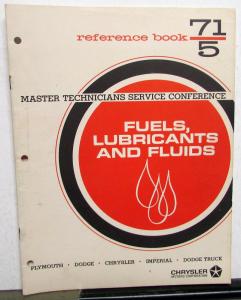 reference book 71/5
MASTER TECHNICIANS SERVICE CONFERENCE
FUELS,
LUBRICANTS
AND FLUIDS
PLYMOUTH · DODGE · CHRYSLER · IMPERIAL · DODGE TRUCK
CHRYSLER
MOTORS CORPORATION